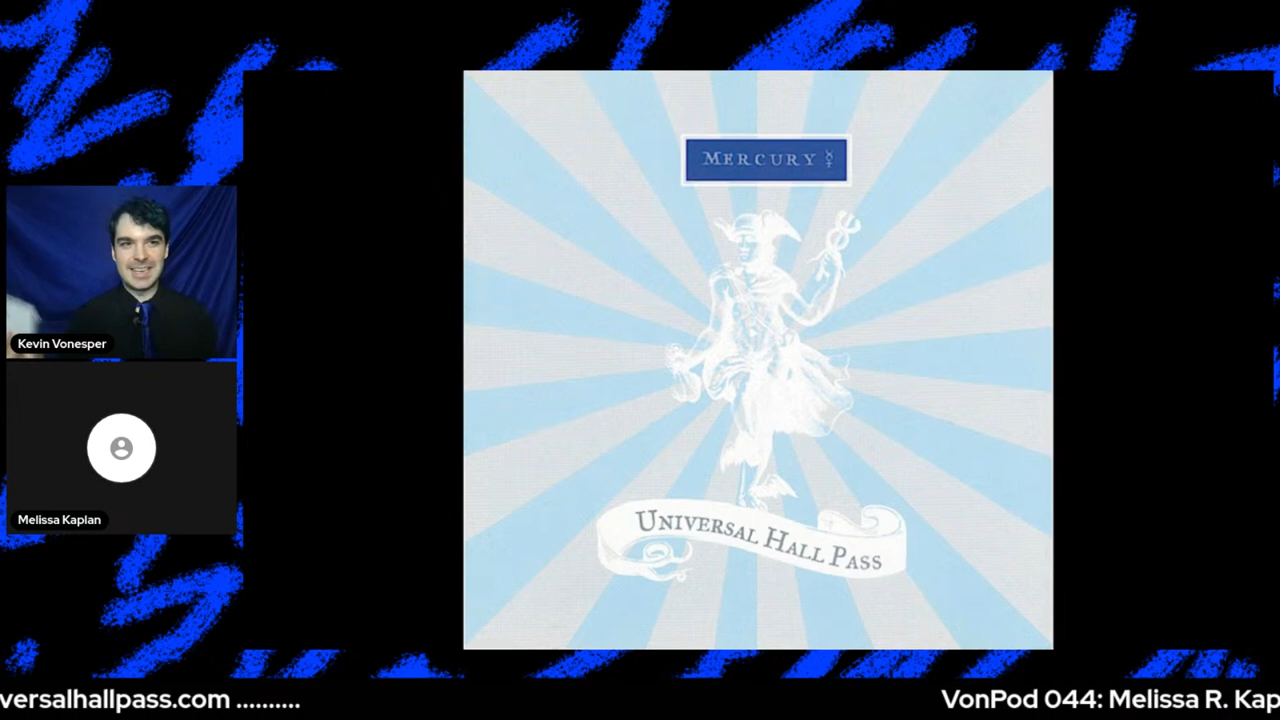 MERCURY ☿
UNIVERSAL HALL PASS
Kevin Vonesper
Melissa Kaplan
versalhallpass.com ..........
VonPod 044: Melissa R. Kap